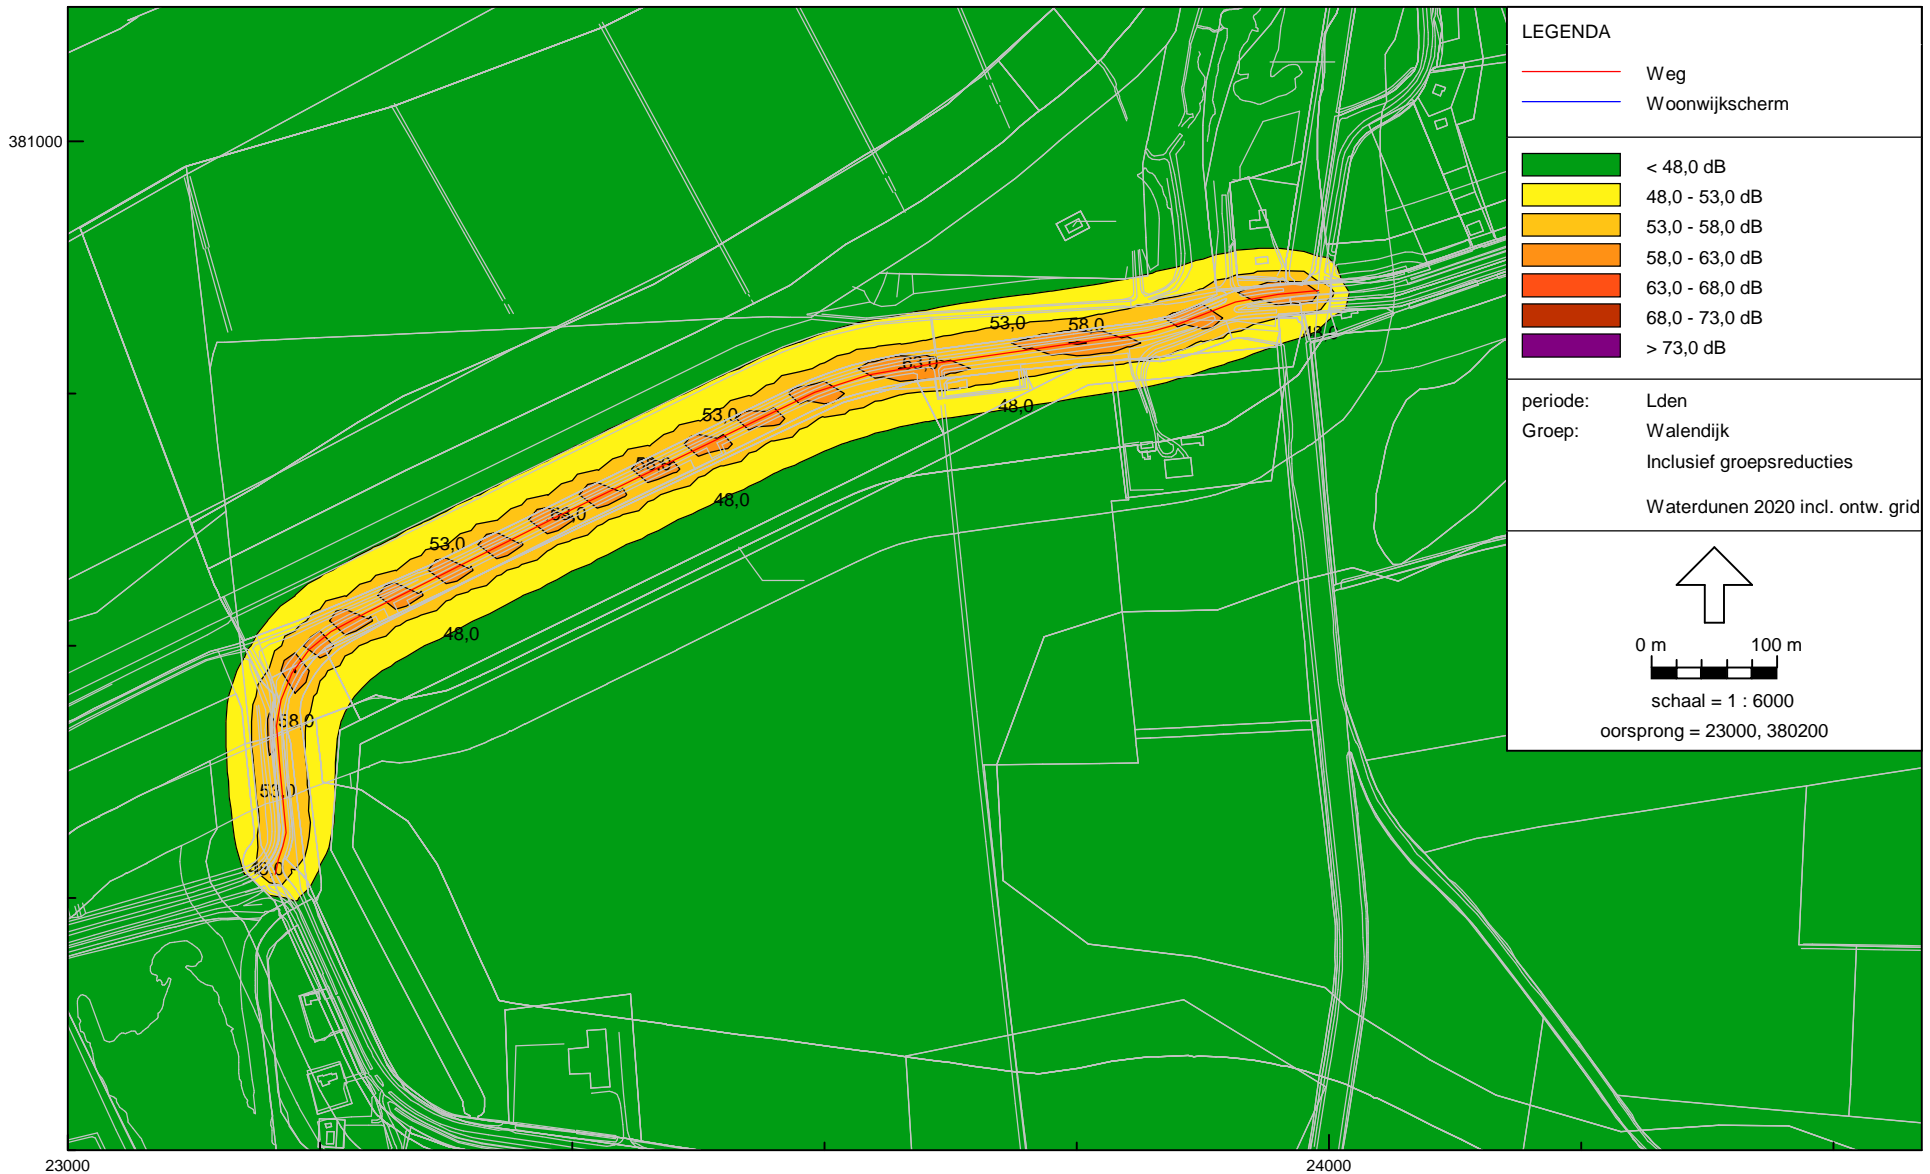 LEGENDA
Weg
Woonwijkscherm
< 48,0 dB
48,0 - 53,0 dB
53,0 - 58,0 dB
58,0 - 63,0 dB
63,0 - 68,0 dB
68,0 - 73,0 dB
> 73,0 dB
periode: Lden
Groep: Walendijk
Inclusief groepsreducties
Waterdunen 2020 incl. ontw. grid
0 m 100 m
schaal = 1 : 6000
oorsprong = 23000, 380200
381000
53,0
58,0
48,0
63,0
53,0
48,0
58,0
48,0
63,0
53,0
48,0
58,0
53,0
48,0
23000
24000